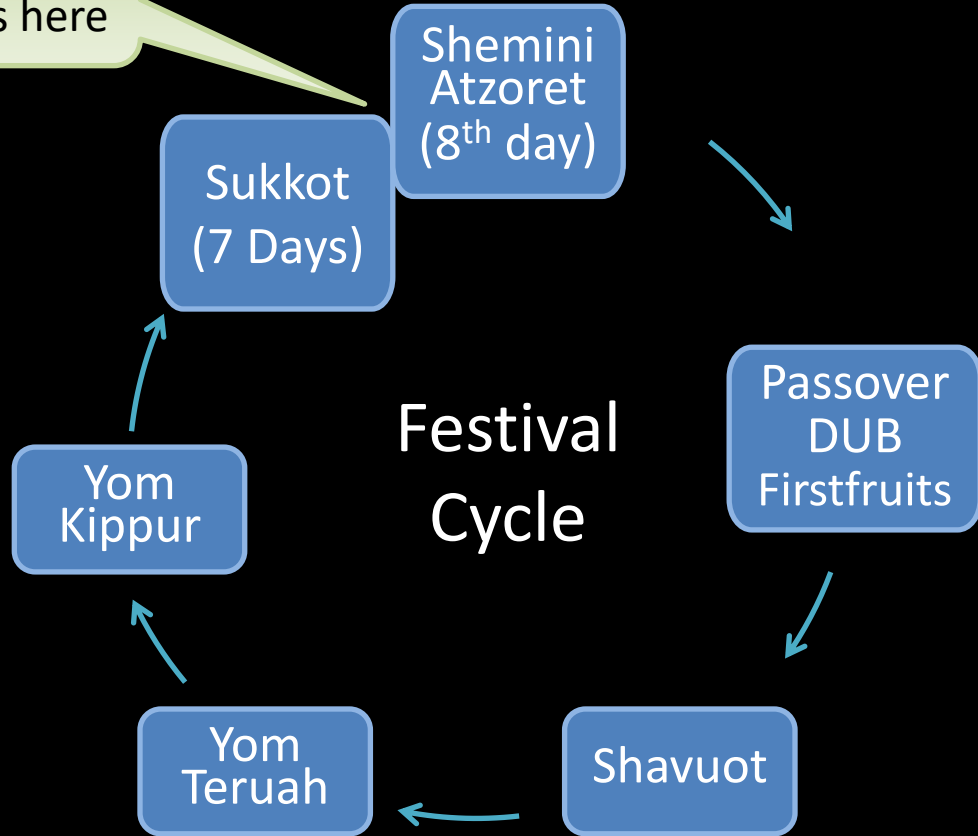 s here
Shemini
Atzoret
(8th day)
Sukkot
(7 Days)
Passover
DUB
Firstfruits
Festival
Cycle
Yom
Kippur
Yom
Teruah
Shavuot